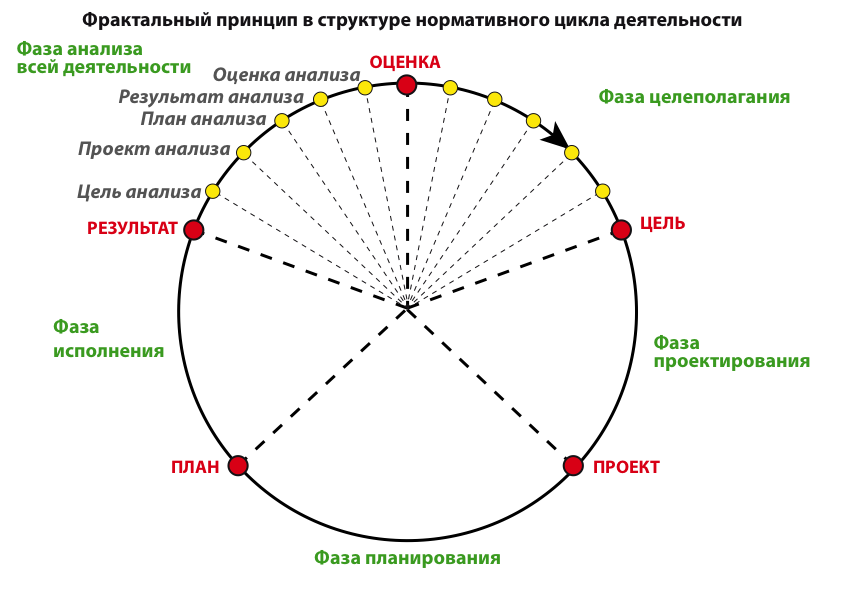 Фрактальный принцип в структуре нормативного цикла деятельности
Фаза анализа
всей деятельности
ОЦЕНКА
Оценка анализа
Результат анализа
План анализа
Проект анализа
Цель анализа
РЕЗУЛЬТАТ
Фаза целеполагания
ЦЕЛЬ
Фаза
исполнения
Фаза
проектирования
ПЛАН
ПРОЕКТ
Фаза планирования